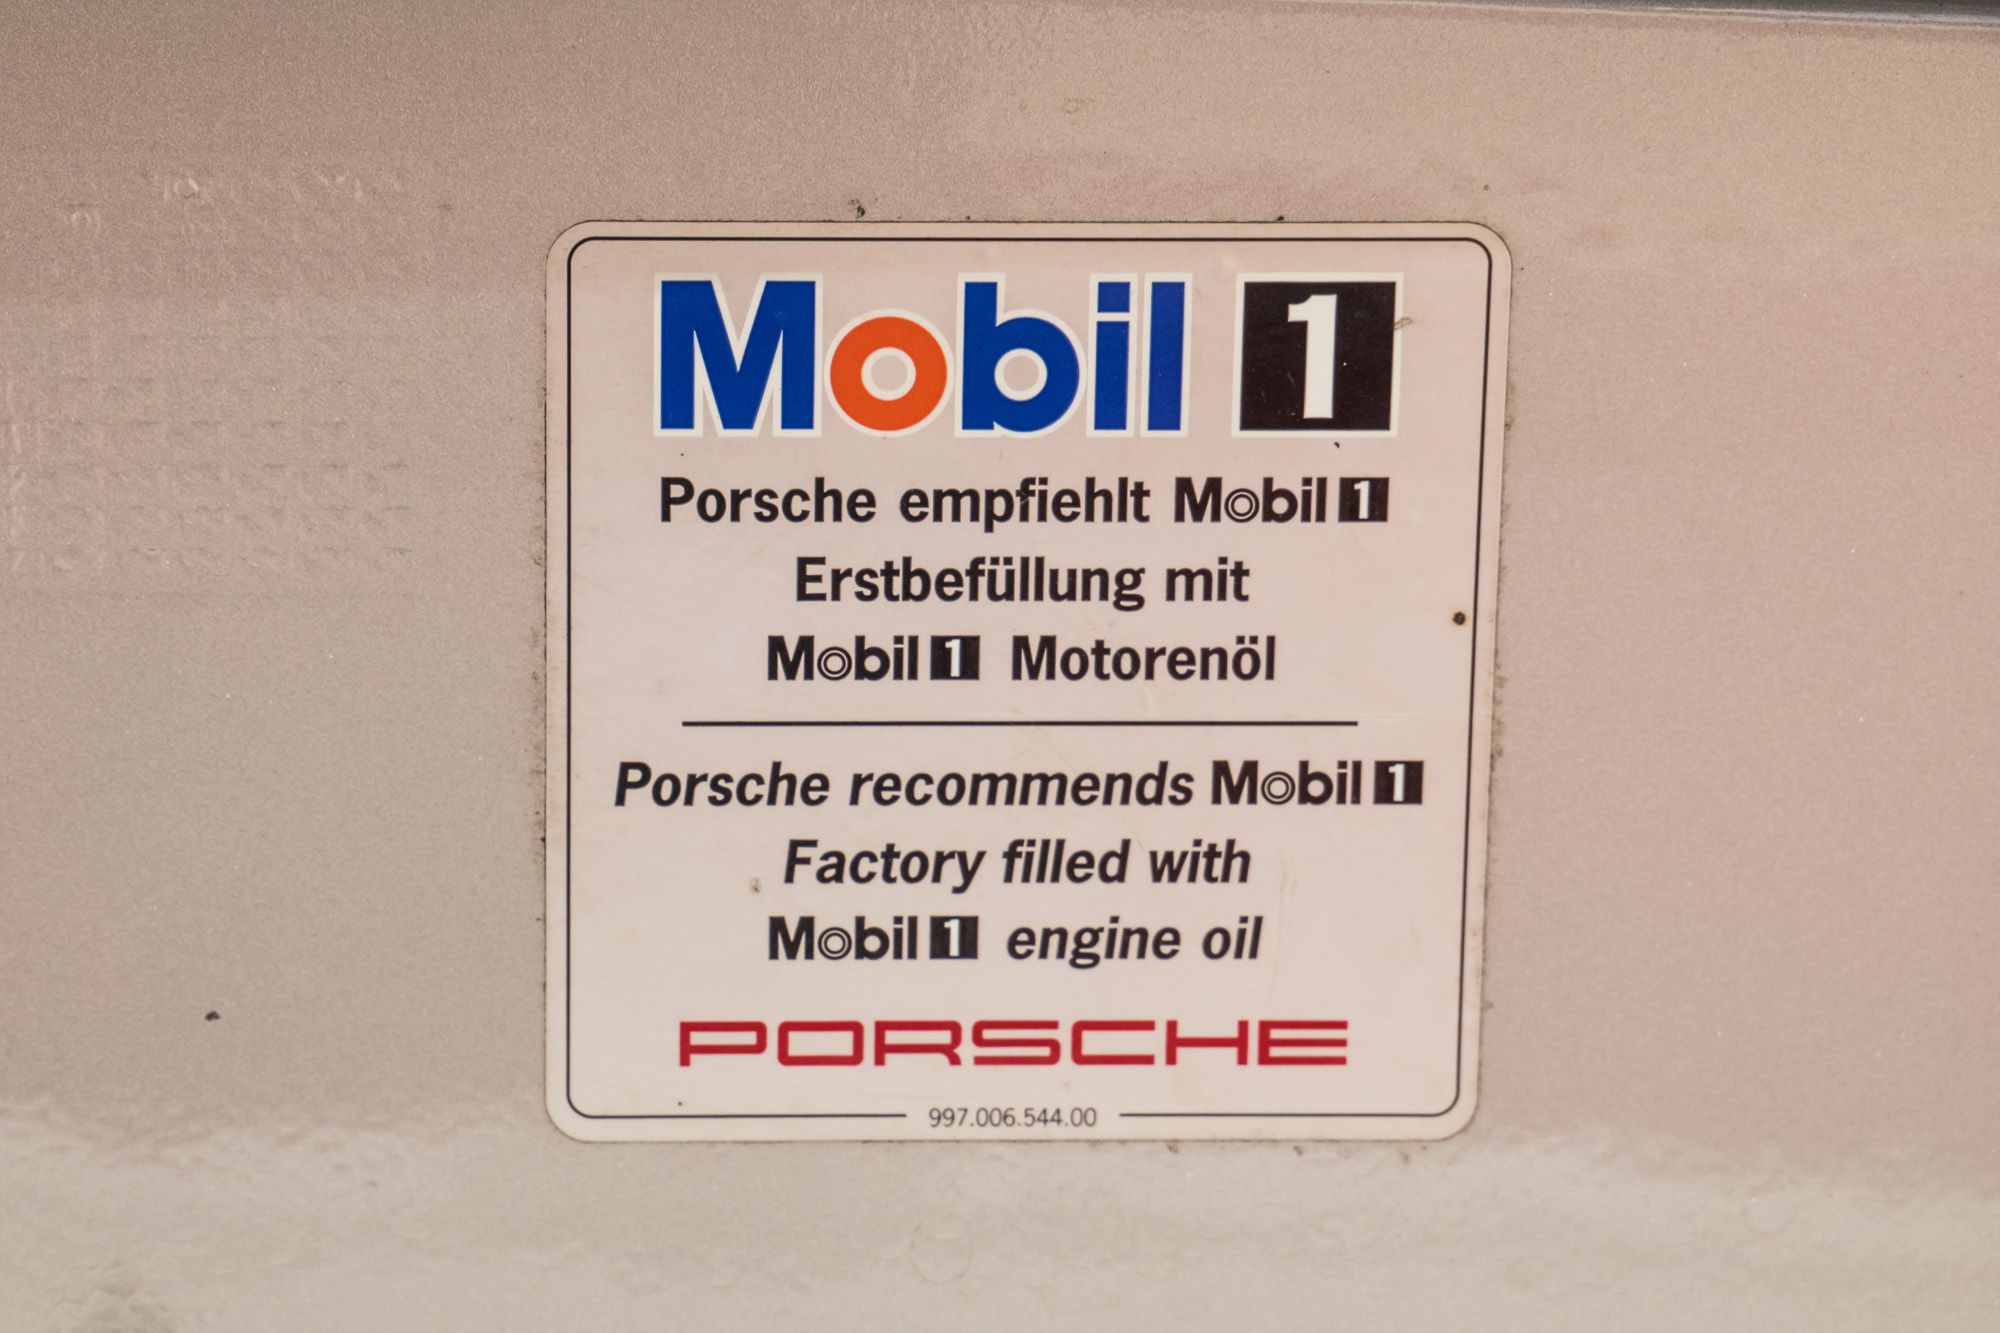 Mobil 1
Porsche empfiehlt Mobil 1
Erstbefüllung mit
Mobil 1 Motorenöl
Porsche recommends Mobil 1
Factory filled with
Mobil 1 engine oil
PORSCHE
997.006.544.00